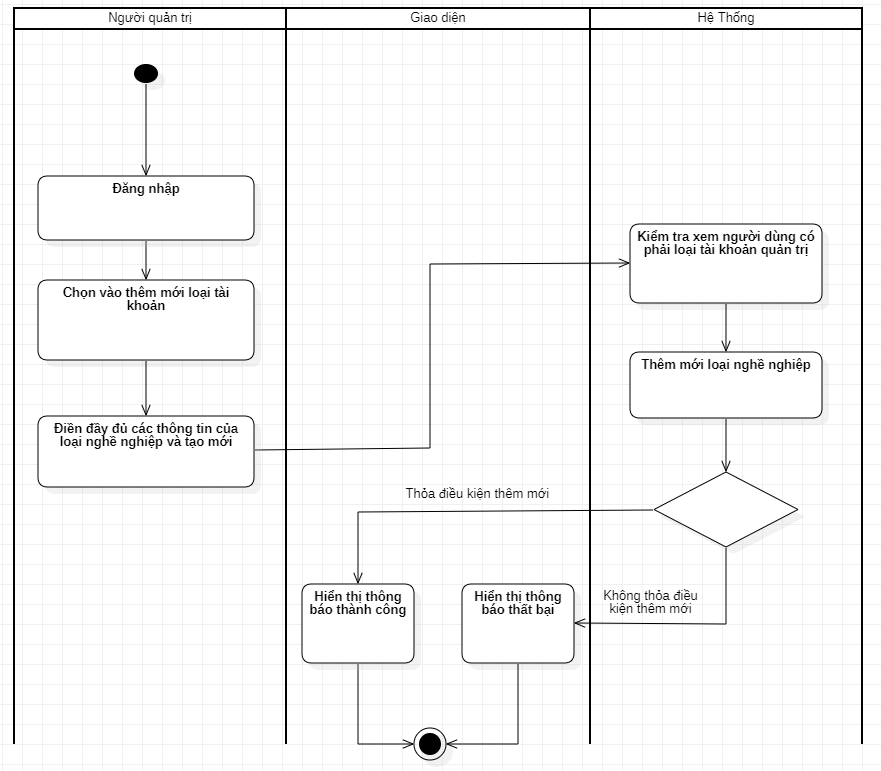 Người quản trị
Giao diện
Hệ Thống
Đăng nhập
Chọn vào thêm mới loại tài
khoản
Điền đầy đủ các thông tin của
loại nghề nghiệp và tạo mới
Kiểm tra xem người dùng có
phải loại tài khoản quản trị
Thêm mới loại nghề nghiệp
Thỏa điều kiện thêm mới
Không thỏa điều
kiện thêm mới
Hiển thị thông
báo thành công
Hiển thị thông
báo thất bại